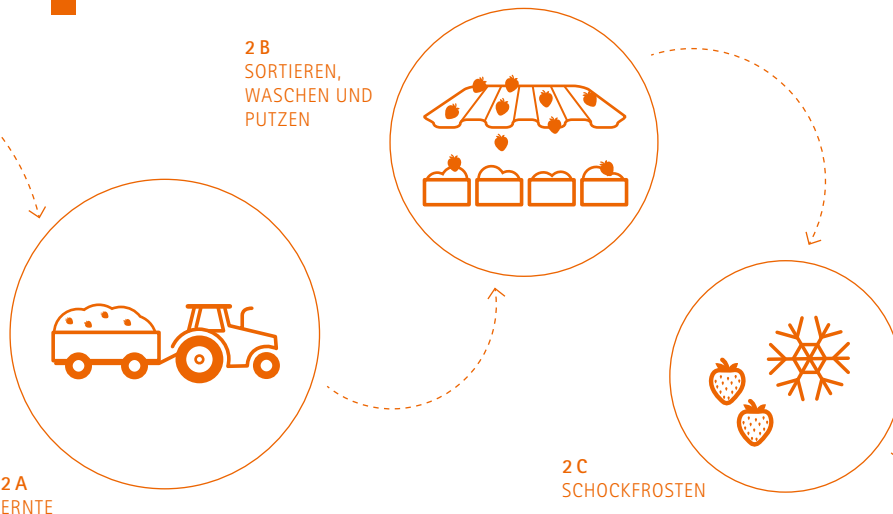 2 B
SORTIEREN,
WASCHEN UND
PUTZEN
2 A
ERNTE
2 C
SCHOCKFROSTEN